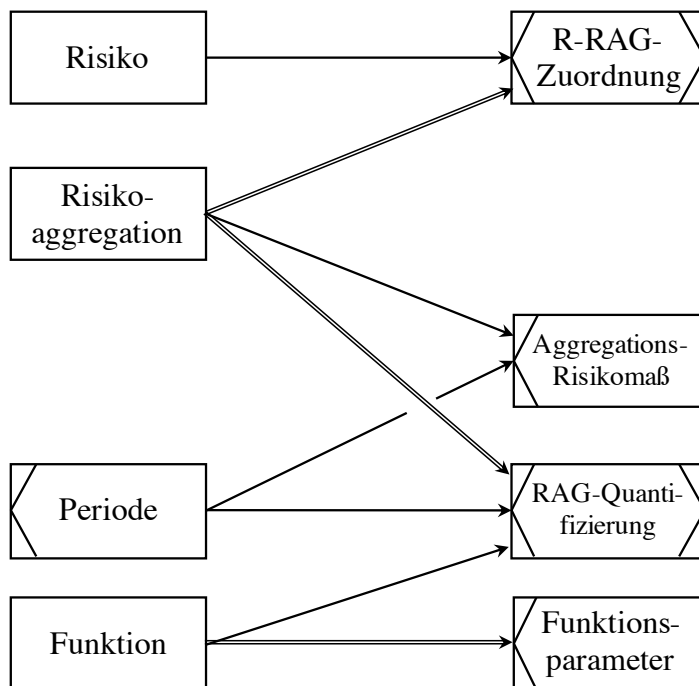 Risiko
R-RAG-
Zuordnung
Risiko-
aggregation
Aggregations-
Risikomaß
Periode
RAG-Quanti-
fizierung
Funktion
Funktions-
parameter